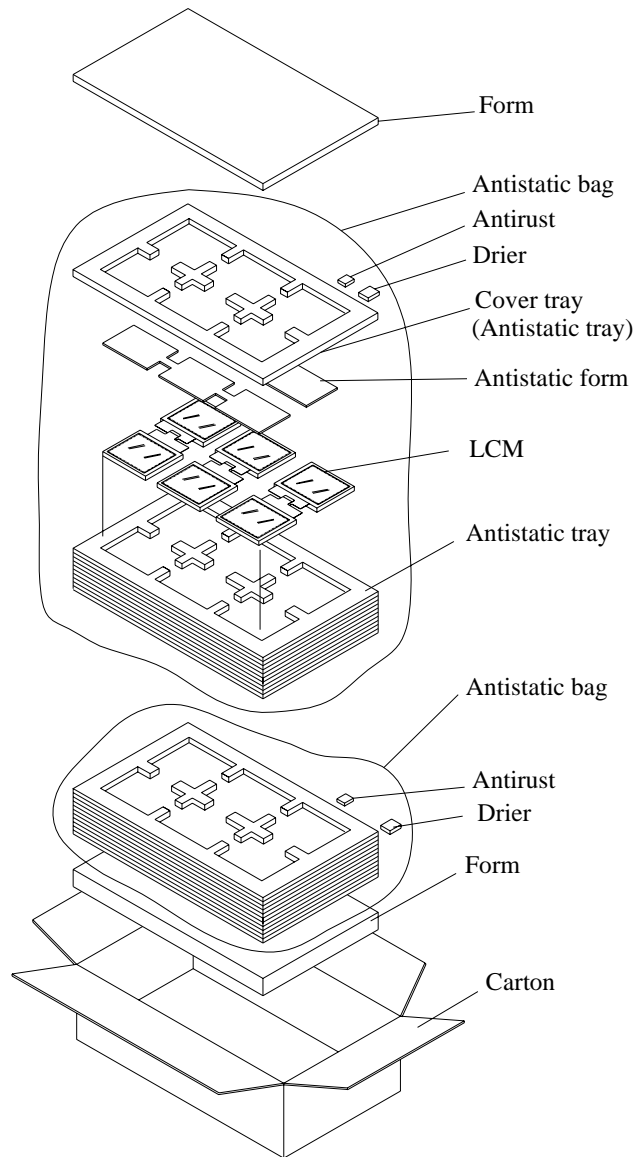 Form
Antistatic bag
Antirust
Drier
Cover tray
(Antistatic tray)
Antistatic form
LCM
Antistatic tray
Antistatic bag
Antirust
Drier
Form
Carton